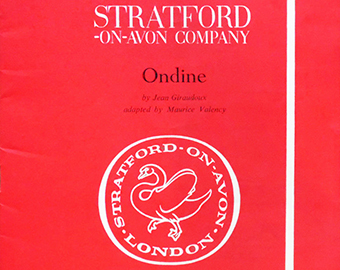 STRATFORD
-ON-AVON COMPANY
Ondine
by Jean Giraudoux
adapted by Maurice Valency
STRATFORD-ON-AVON
·LONDON·